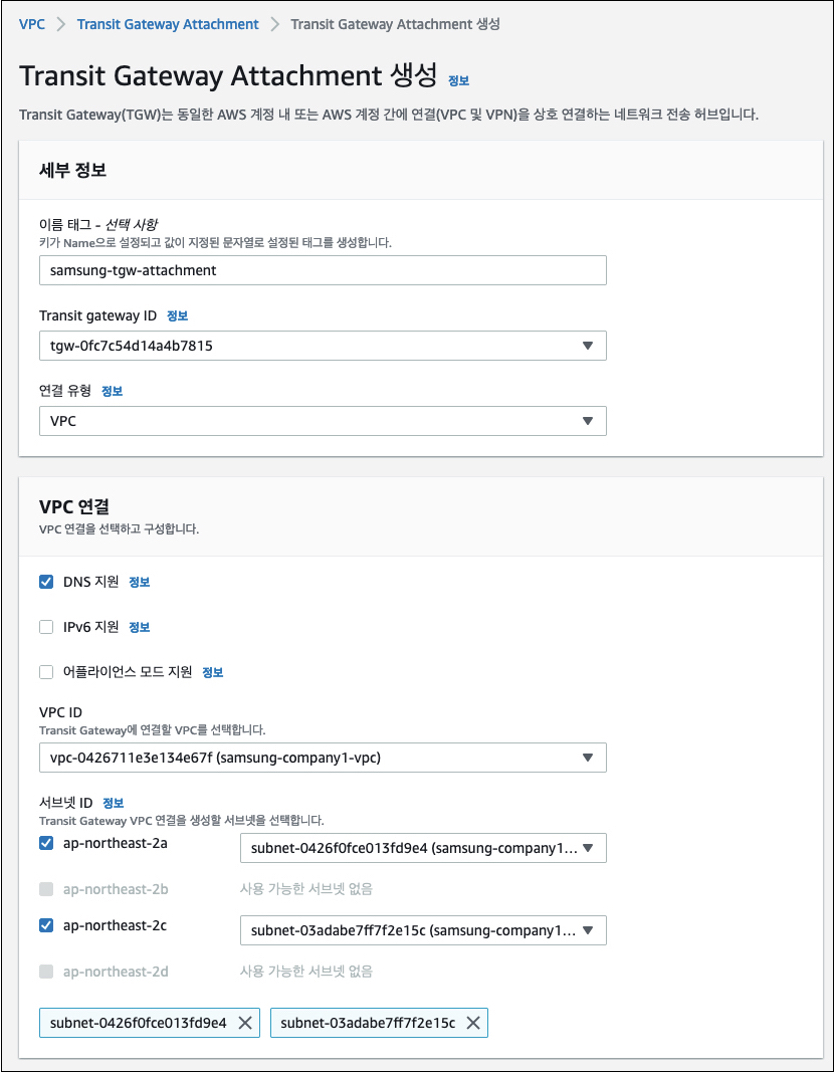 VPC > Transit Gateway Attachment > Transit Gateway Attachment 생성
Transit Gateway Attachment 생성 정보
Transit Gateway(TGW)는 동일한 AWS 계정 내 또는 AWS 계정 간에 연결(VPC 및 VPN)을 상호 연결하는 네트워크 전송 허브입니다.
세부 정보
이름 태그 - 선택 사항
키가 Name으로 설정되고 값이 지정된 문자열로 설정된 태그를 생성합니다.
samsung-tgw-attachment
Transit gateway ID 정보
tgw-0fc7c54d14a4b7815
연결 유형 정보
VPC
VPC 연결
VPC 연결을 선택하고 구성합니다.
DNS 지원 정보
IPv6 지원 정보
어플라이언스 모드 지원 정보
VPC ID
Transit Gateway에 연결할 VPC를 선택합니다.
vpc-0426711e3e134e67f (samsung-company1-vpc)
서브넷 ID 정보
Transit Gateway VPC 연결을 생성할 서브넷을 선택합니다.
ap-northeast-2a subnet-0426f0fce013fd9e4 (samsung-company1...
ap-northeast-2b 사용 가능한 서브넷 없음
ap-northeast-2c subnet-03adabe7ff7f2e15c (samsung-company1...
ap-northeast-2d 사용 가능한 서브넷 없음
subnet-0426f0fce013fd9e4 subnet-03adabe7ff7f2e15c